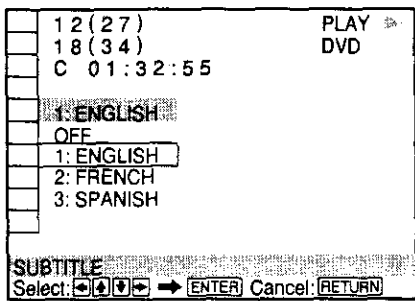 12(27) PLAY
18(34) DVD
C 01:32:55
1: ENGLISH
OFF
1: ENGLISH
2: FRENCH
3: SPANISH
SUBTITLE
Select: ←↑↓→ ➡ ENTER Cancel: RETURN